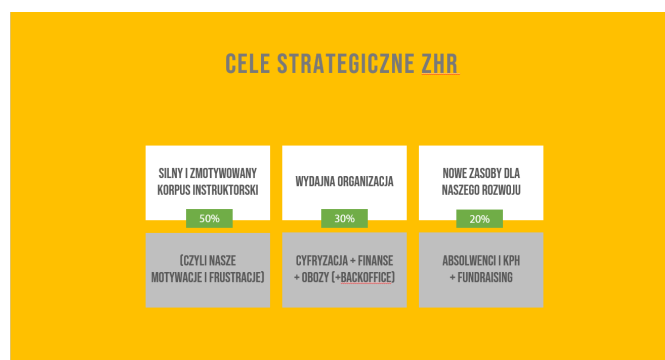 CELE STRATEGICZNE ZHR
SILNY I ZMOTYWOWANY
KORPUS INSTRUKTORSKI
50%
(CZYLI NASZE
MOTYWACJE I FRUSTRACJE)
WYDAJNA ORGANIZACJA
30%
CYFRYZACJA + FINANSE
+ OBOZY (+BACKOFFICE)
NOWE ZASOBY DLA
NASZEGO ROZWOJU
20%
ABSOLWENCI I KPH
+ FUNDRAISING